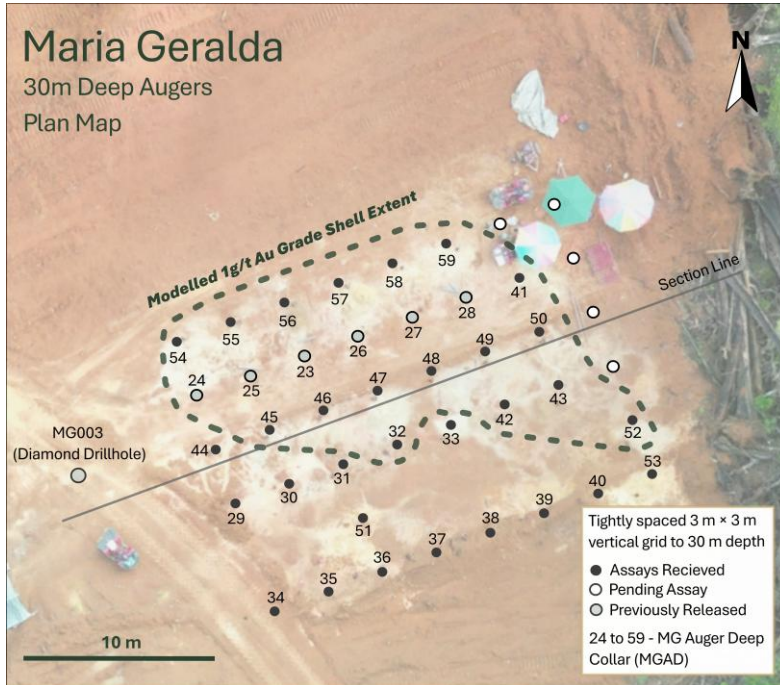 Maria Geralda
30m Deep Augers
Plan Map
N
Modelled 1g/t Au Grade Shell Extent
Section Line
59
58
57
56
55
54
41
28
27
26
23
25
24
50
49
48
47
46
45
44
43
42
52
33
32
31
30
29
53
40
39
38
51
37
36
35
34
MG003
(Diamond Drillhole)
10 m
Tightly spaced 3 m × 3 m
vertical grid to 30 m depth
Assays Recieved
Pending Assay
Previously Released
24 to 59 - MG Auger Deep
Collar (MGAD)